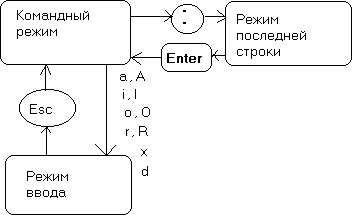 Командный
режим
:
Режим
последней
строки
Enter
a, A
i, I
o, O
r, R
x
d
Esc
Режим
ввода